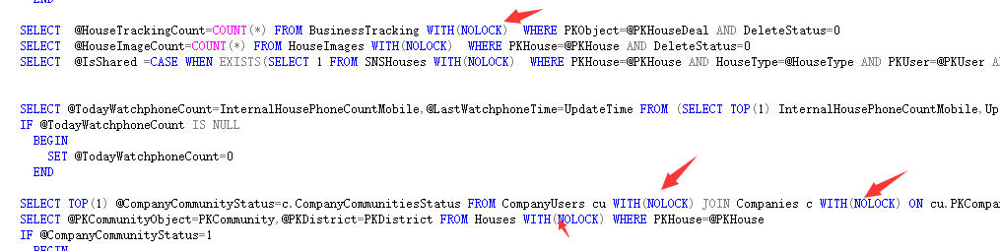 END
SELECT @HouseTrackingCount=COUNT(*) FROM BusinessTracking WITH(NOLOCK) WHERE PKObject=@PKHouseDeal AND DeleteStatus=0
SELECT @HouseImageCount=COUNT(*) FROM HouseImages WITH(NOLOCK) WHERE PKHouse=@PKHouse AND DeleteStatus=0
SELECT @IsShared =CASE WHEN EXISTS(SELECT 1 FROM SNSHouses WITH(NOLOCK) WHERE PKHouse=@PKHouse AND HouseType=@HouseType AND PKUser=@PKUser A
SELECT @TodayWatchphoneCount=InternalHousePhoneCountMobile,@LastWatchphoneTime=UpdateTime FROM (SELECT TOP(1) InternalHousePhoneCountMobile,Up
IF @TodayWatchphoneCount IS NULL
BEGIN
SET @TodayWatchphoneCount=0
END
SELECT TOP(1) @CompanyCommunityStatus=c.CompanyCommunitiesStatus FROM CompanyUsers cu WITH(NOLOCK) JOIN Companies c WITH(NOLOCK) ON cu.PKCompa
SELECT @PKCommunityObject=PKCommunity,@PKDistrict=PKDistrict FROM Houses WITH(NOLOCK) WHERE PKHouse=@PKHouse
IF @CompanyCommunityStatus=1
BEGIN